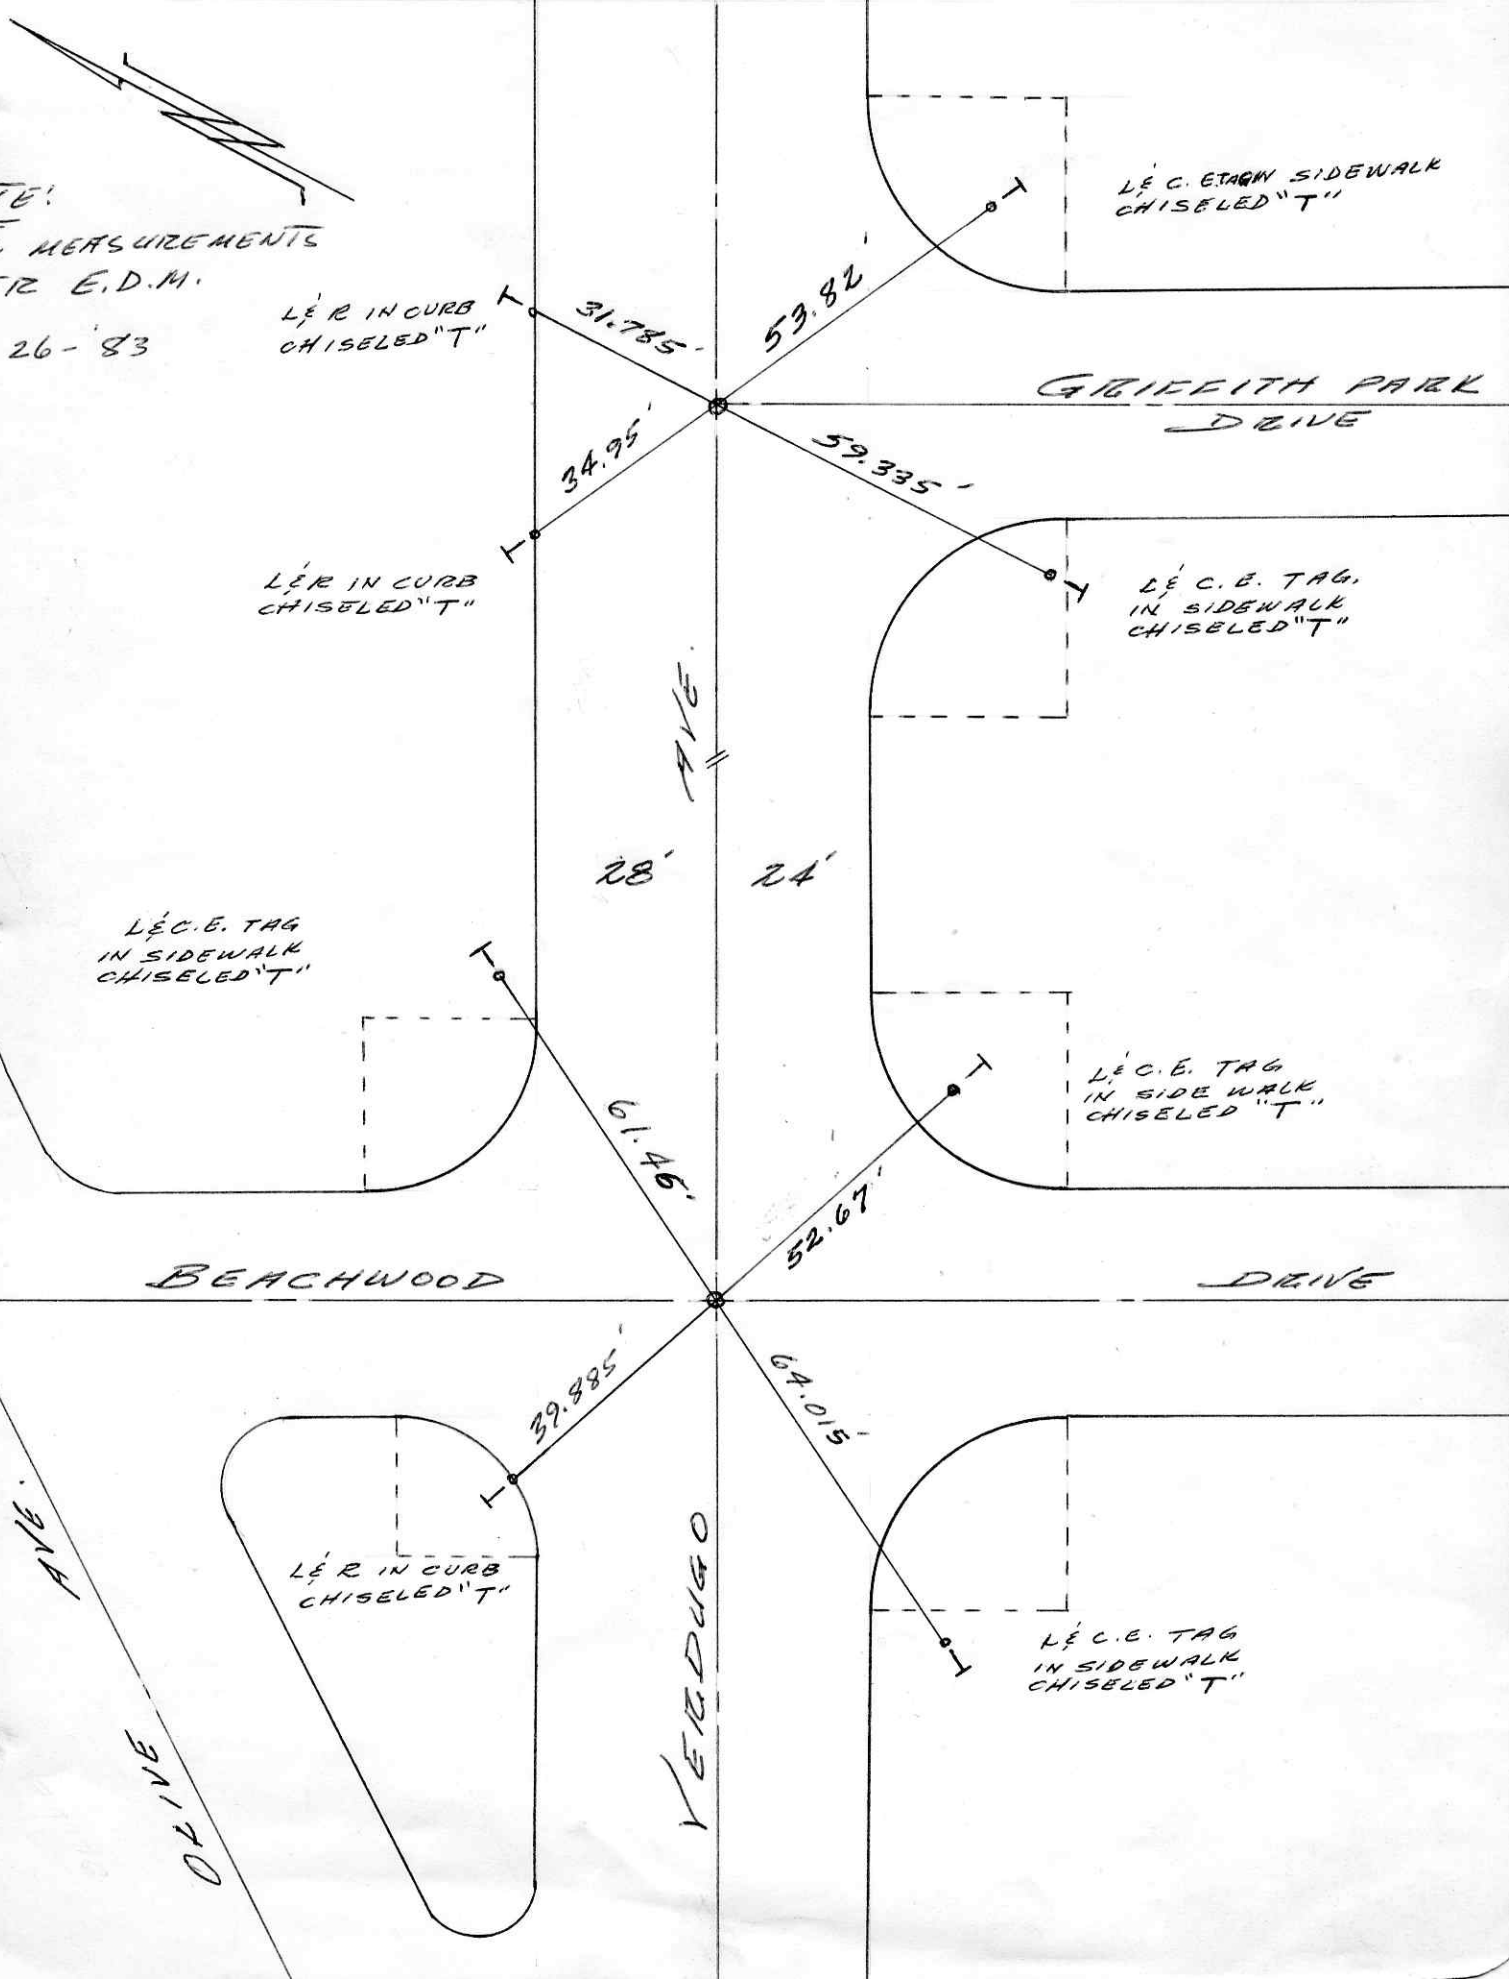 L & C. E TAG IN SIDEWALK
CHISELED "T"
MEASUREMENTS
E.D.M.
26-'83
L & R IN CURB
CHISELED "T"
31.785'
53.82'
GRIFFITH PARK
DRIVE
34.95'
59.335'
L & R IN CURB
CHISELED "T"
L & C. E. TAG.
IN SIDEWALK
CHISELED "T"
AVE.
28'
24'
L & C. E. TAG
IN SIDEWALK
CHISELED "T"
L & C. E. TAG
IN SIDE WALK
CHISELED "T"
61.46'
52.67'
BEACHWOOD
DRIVE
39.885'
64.015'
AVE.
L & R IN CURB
CHISELED "T"
VERDUGO
L & C. E. TAG
IN SIDEWALK
CHISELED "T"
OLIVE
T
T
T
T
T
T
T
T